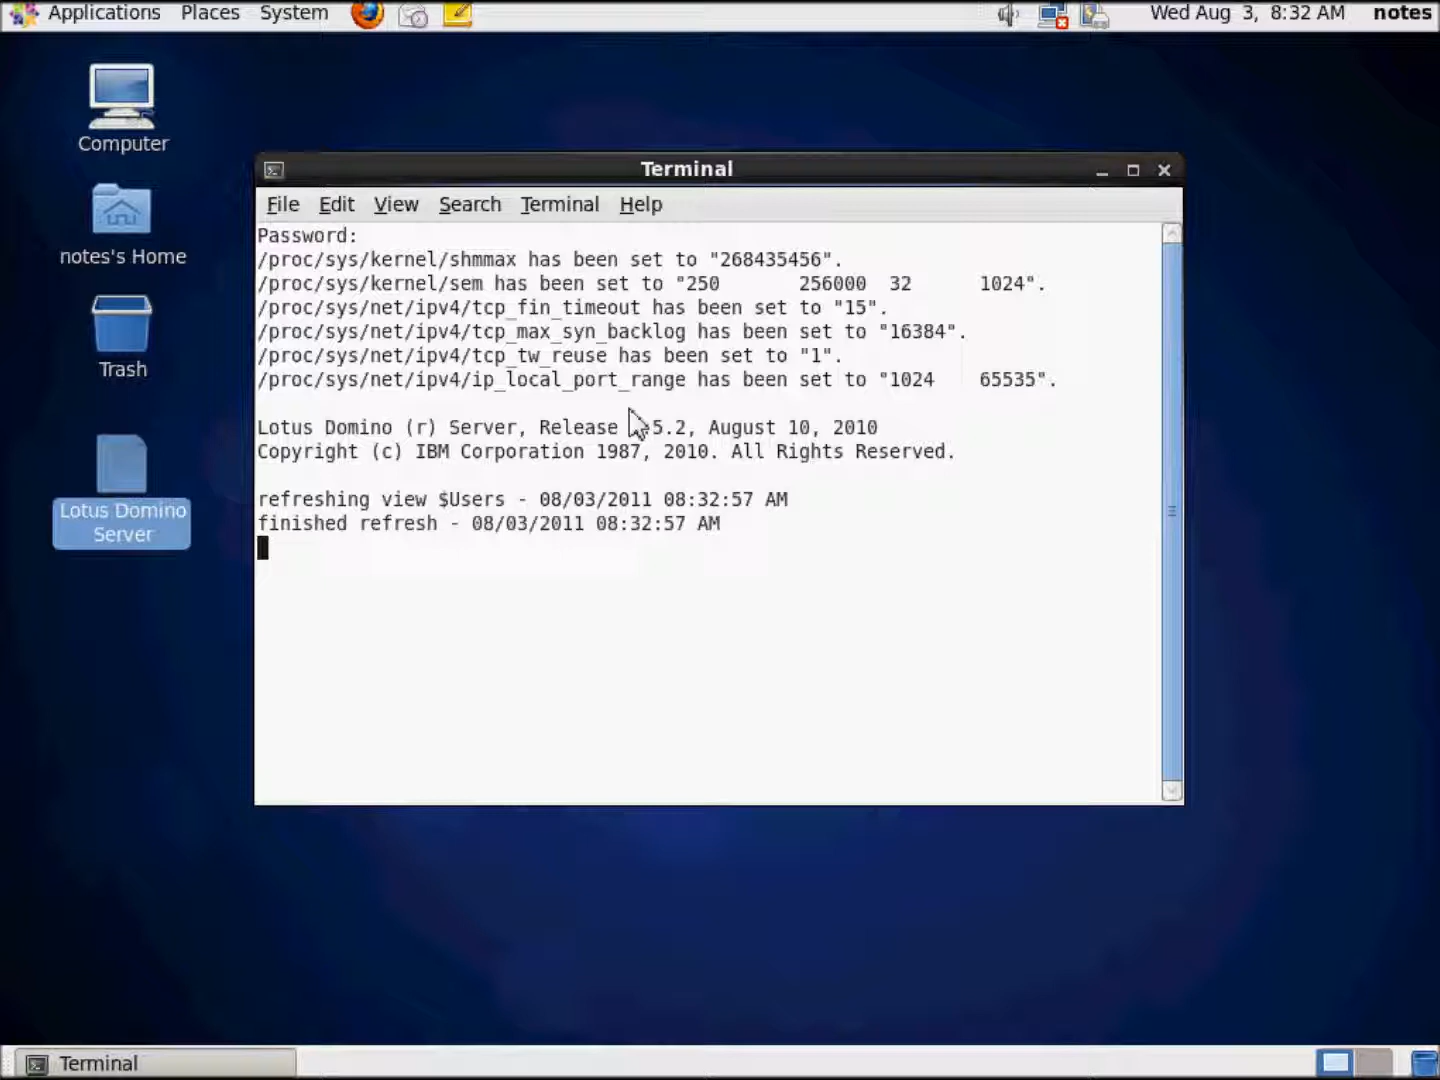 Applications Places System Wed Aug 3, 8:32 AM notes
Computer
notes's Home
Trash
Lotus Domino
Server
Terminal
File Edit View Search Terminal Help
Password:
/proc/sys/kernel/shmmax has been set to "268435456".
/proc/sys/kernel/sem has been set to "250 256000 32 1024".
/proc/sys/net/ipv4/tcp_fin_timeout has been set to "15".
/proc/sys/net/ipv4/tcp_max_syn_backlog has been set to "16384".
/proc/sys/net/ipv4/tcp_tw_reuse has been set to "1".
/proc/sys/net/ipv4/ip_local_port_range has been set to "1024 65535".
Lotus Domino (r) Server, Release 5.2, August 10, 2010
Copyright (c) IBM Corporation 1987, 2010. All Rights Reserved.
refreshing view $Users - 08/03/2011 08:32:57 AM
finished refresh - 08/03/2011 08:32:57 AM
Terminal